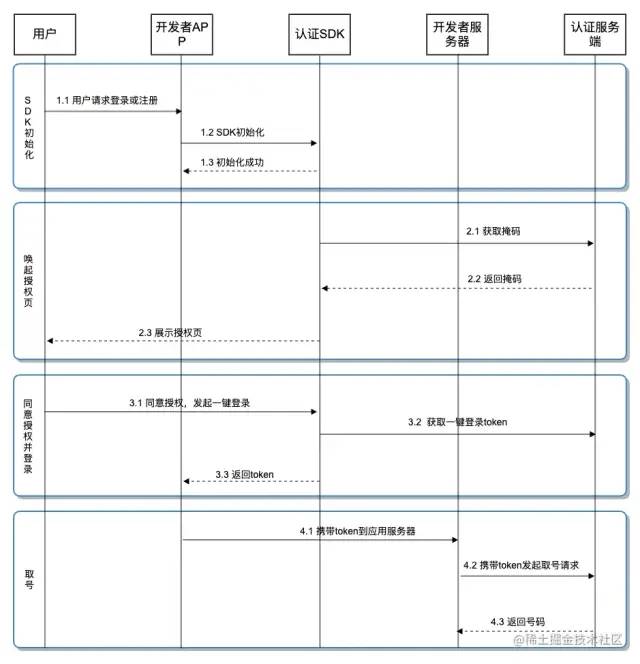 用户
开发者AP
P
认证SDK
开发者服
务器
认证服务
端
SDK初始化
1.1 用户请求登录或注册
1.2 SDK初始化
1.3 初始化成功
唤起授权页
2.1 获取掩码
2.2 返回掩码
2.3 展示授权页
同意授权并登录
3.1 同意授权，发起一键登录
3.2 获取一键登录token
3.3 返回token
取号
4.1 携带token到应用服务器
4.2 携带token发起取号请求
4.3 返回号码
@稀土掘金技术社区